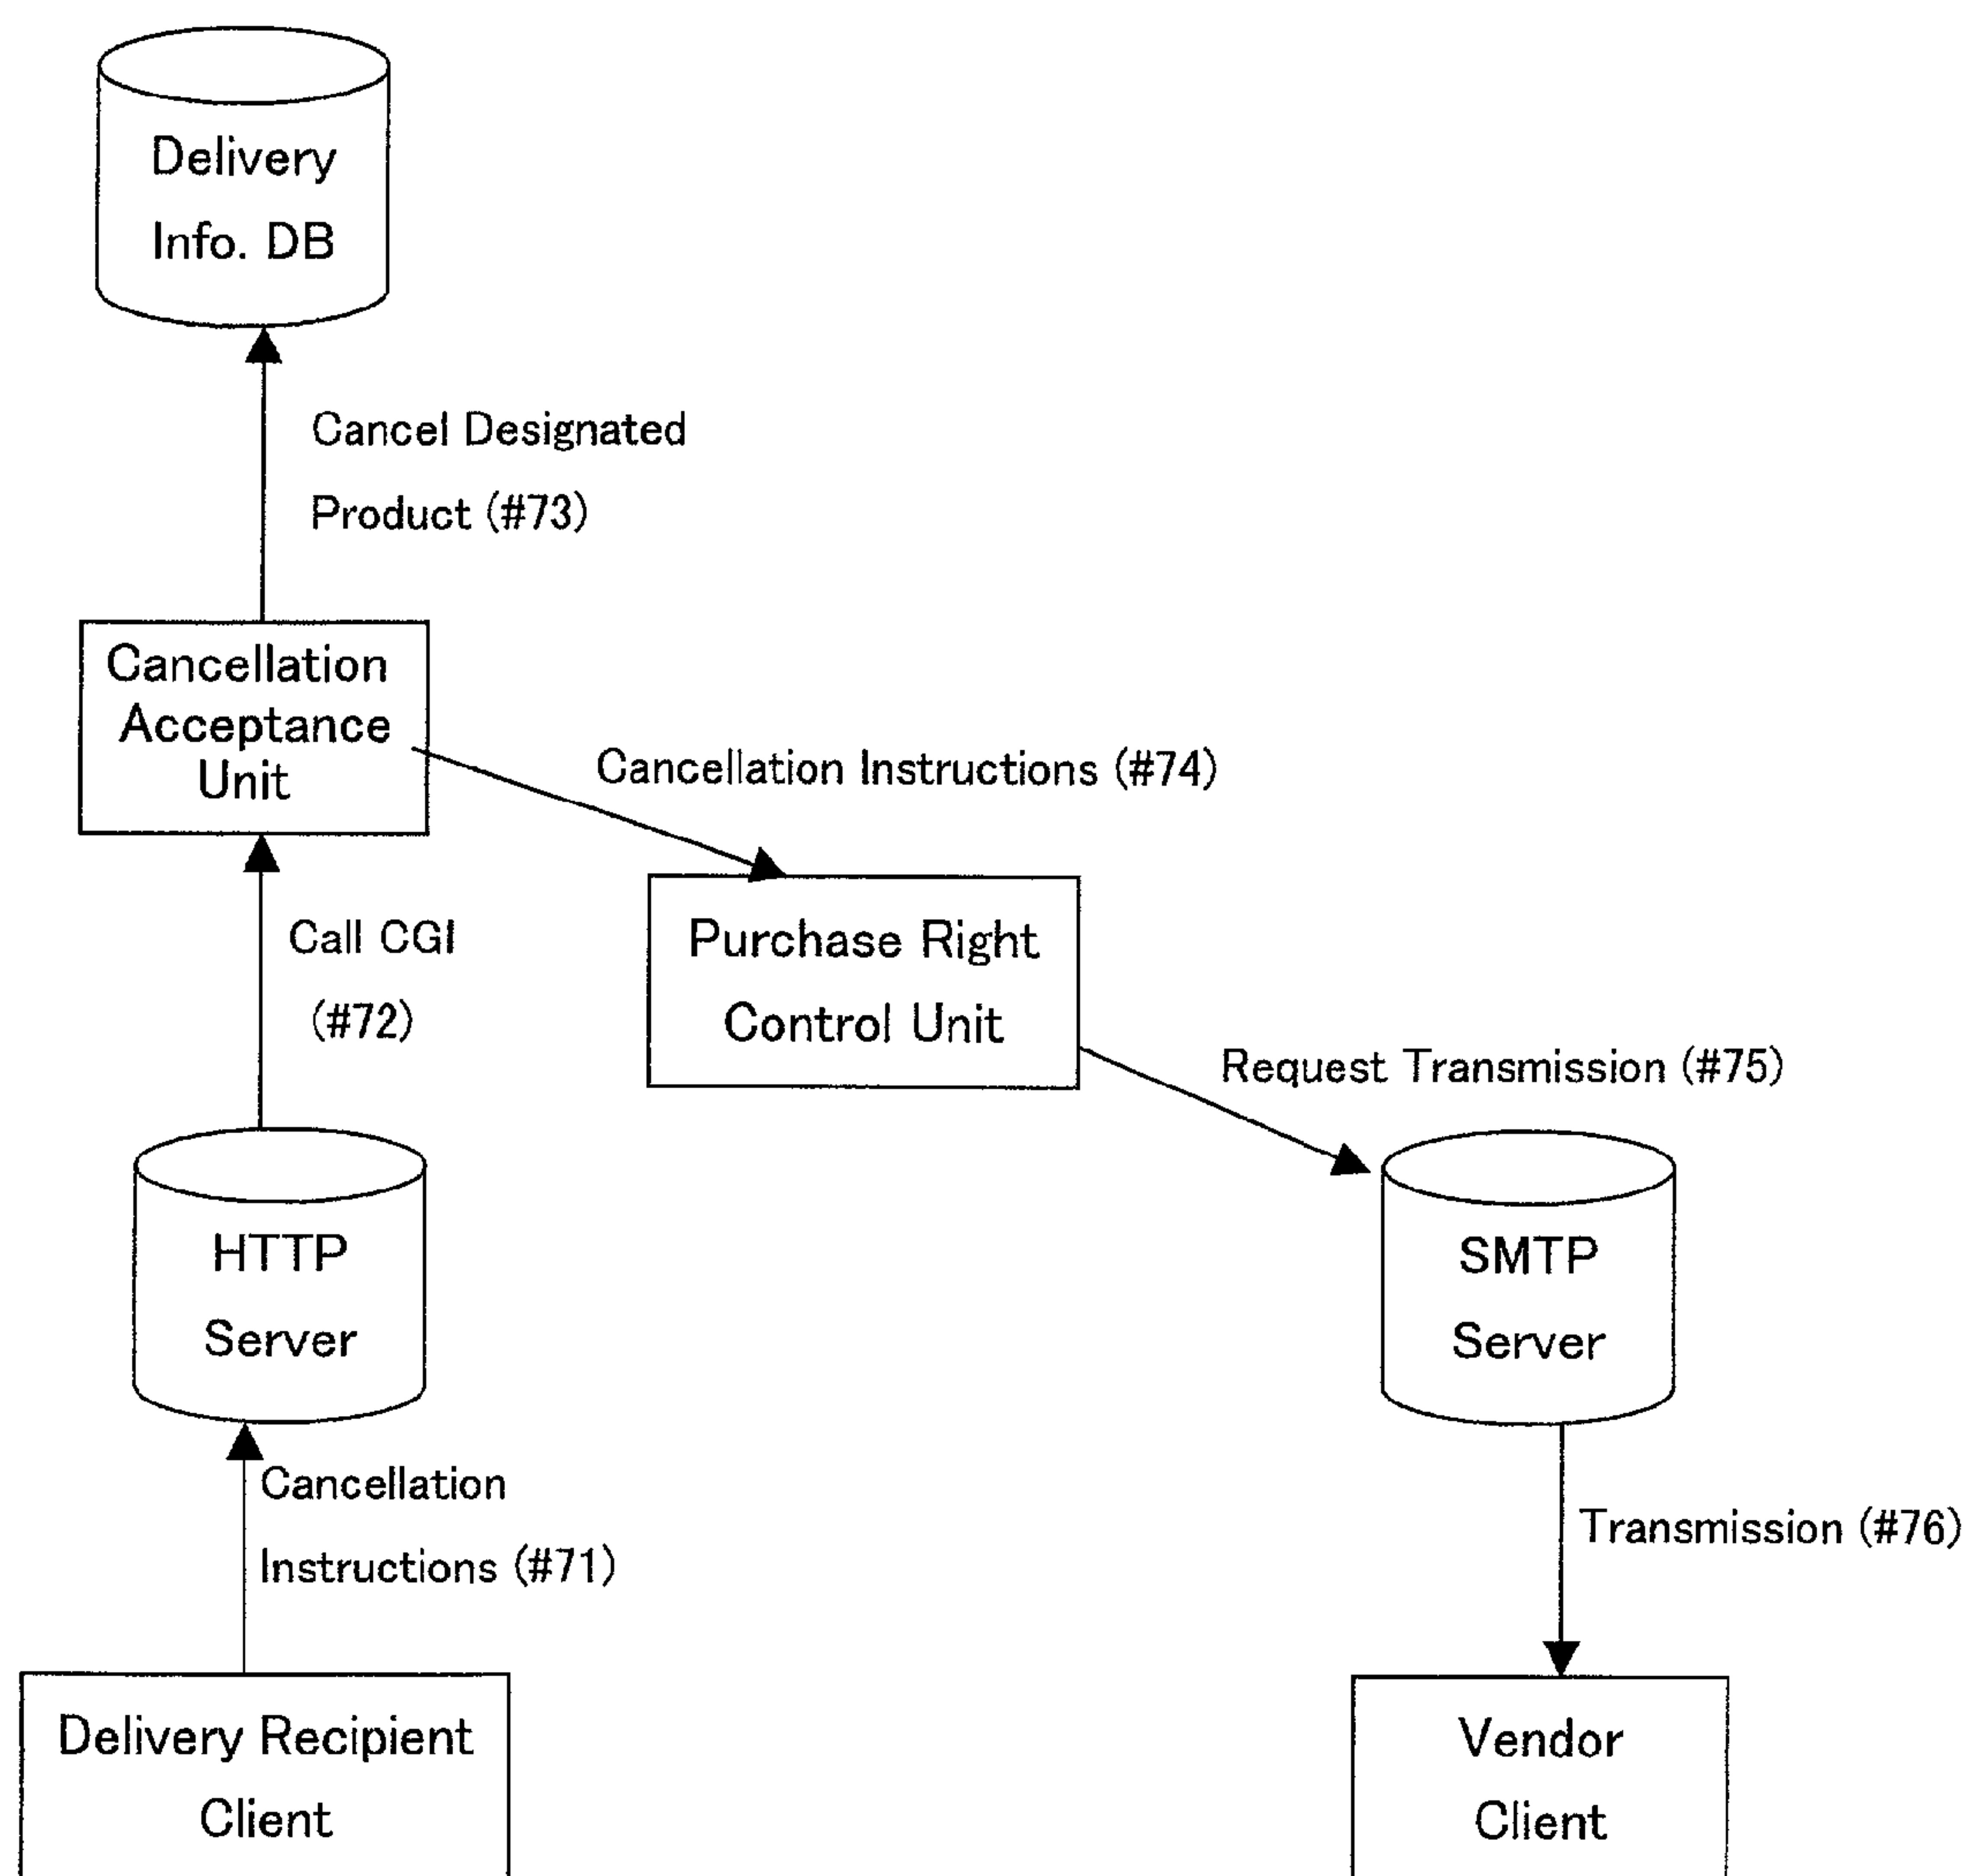 Delivery
Info. DB
Cancel Designated
Product (#73)
Cancellation
Acceptance
Unit
Cancellation Instructions (#74)
Call CGI
(#72)
Purchase Right
Control Unit
Request Transmission (#75)
HTTP
Server
SMTP
Server
Cancellation
Instructions (#71)
Transmission (#76)
Delivery Recipient
Client
Vendor
Client